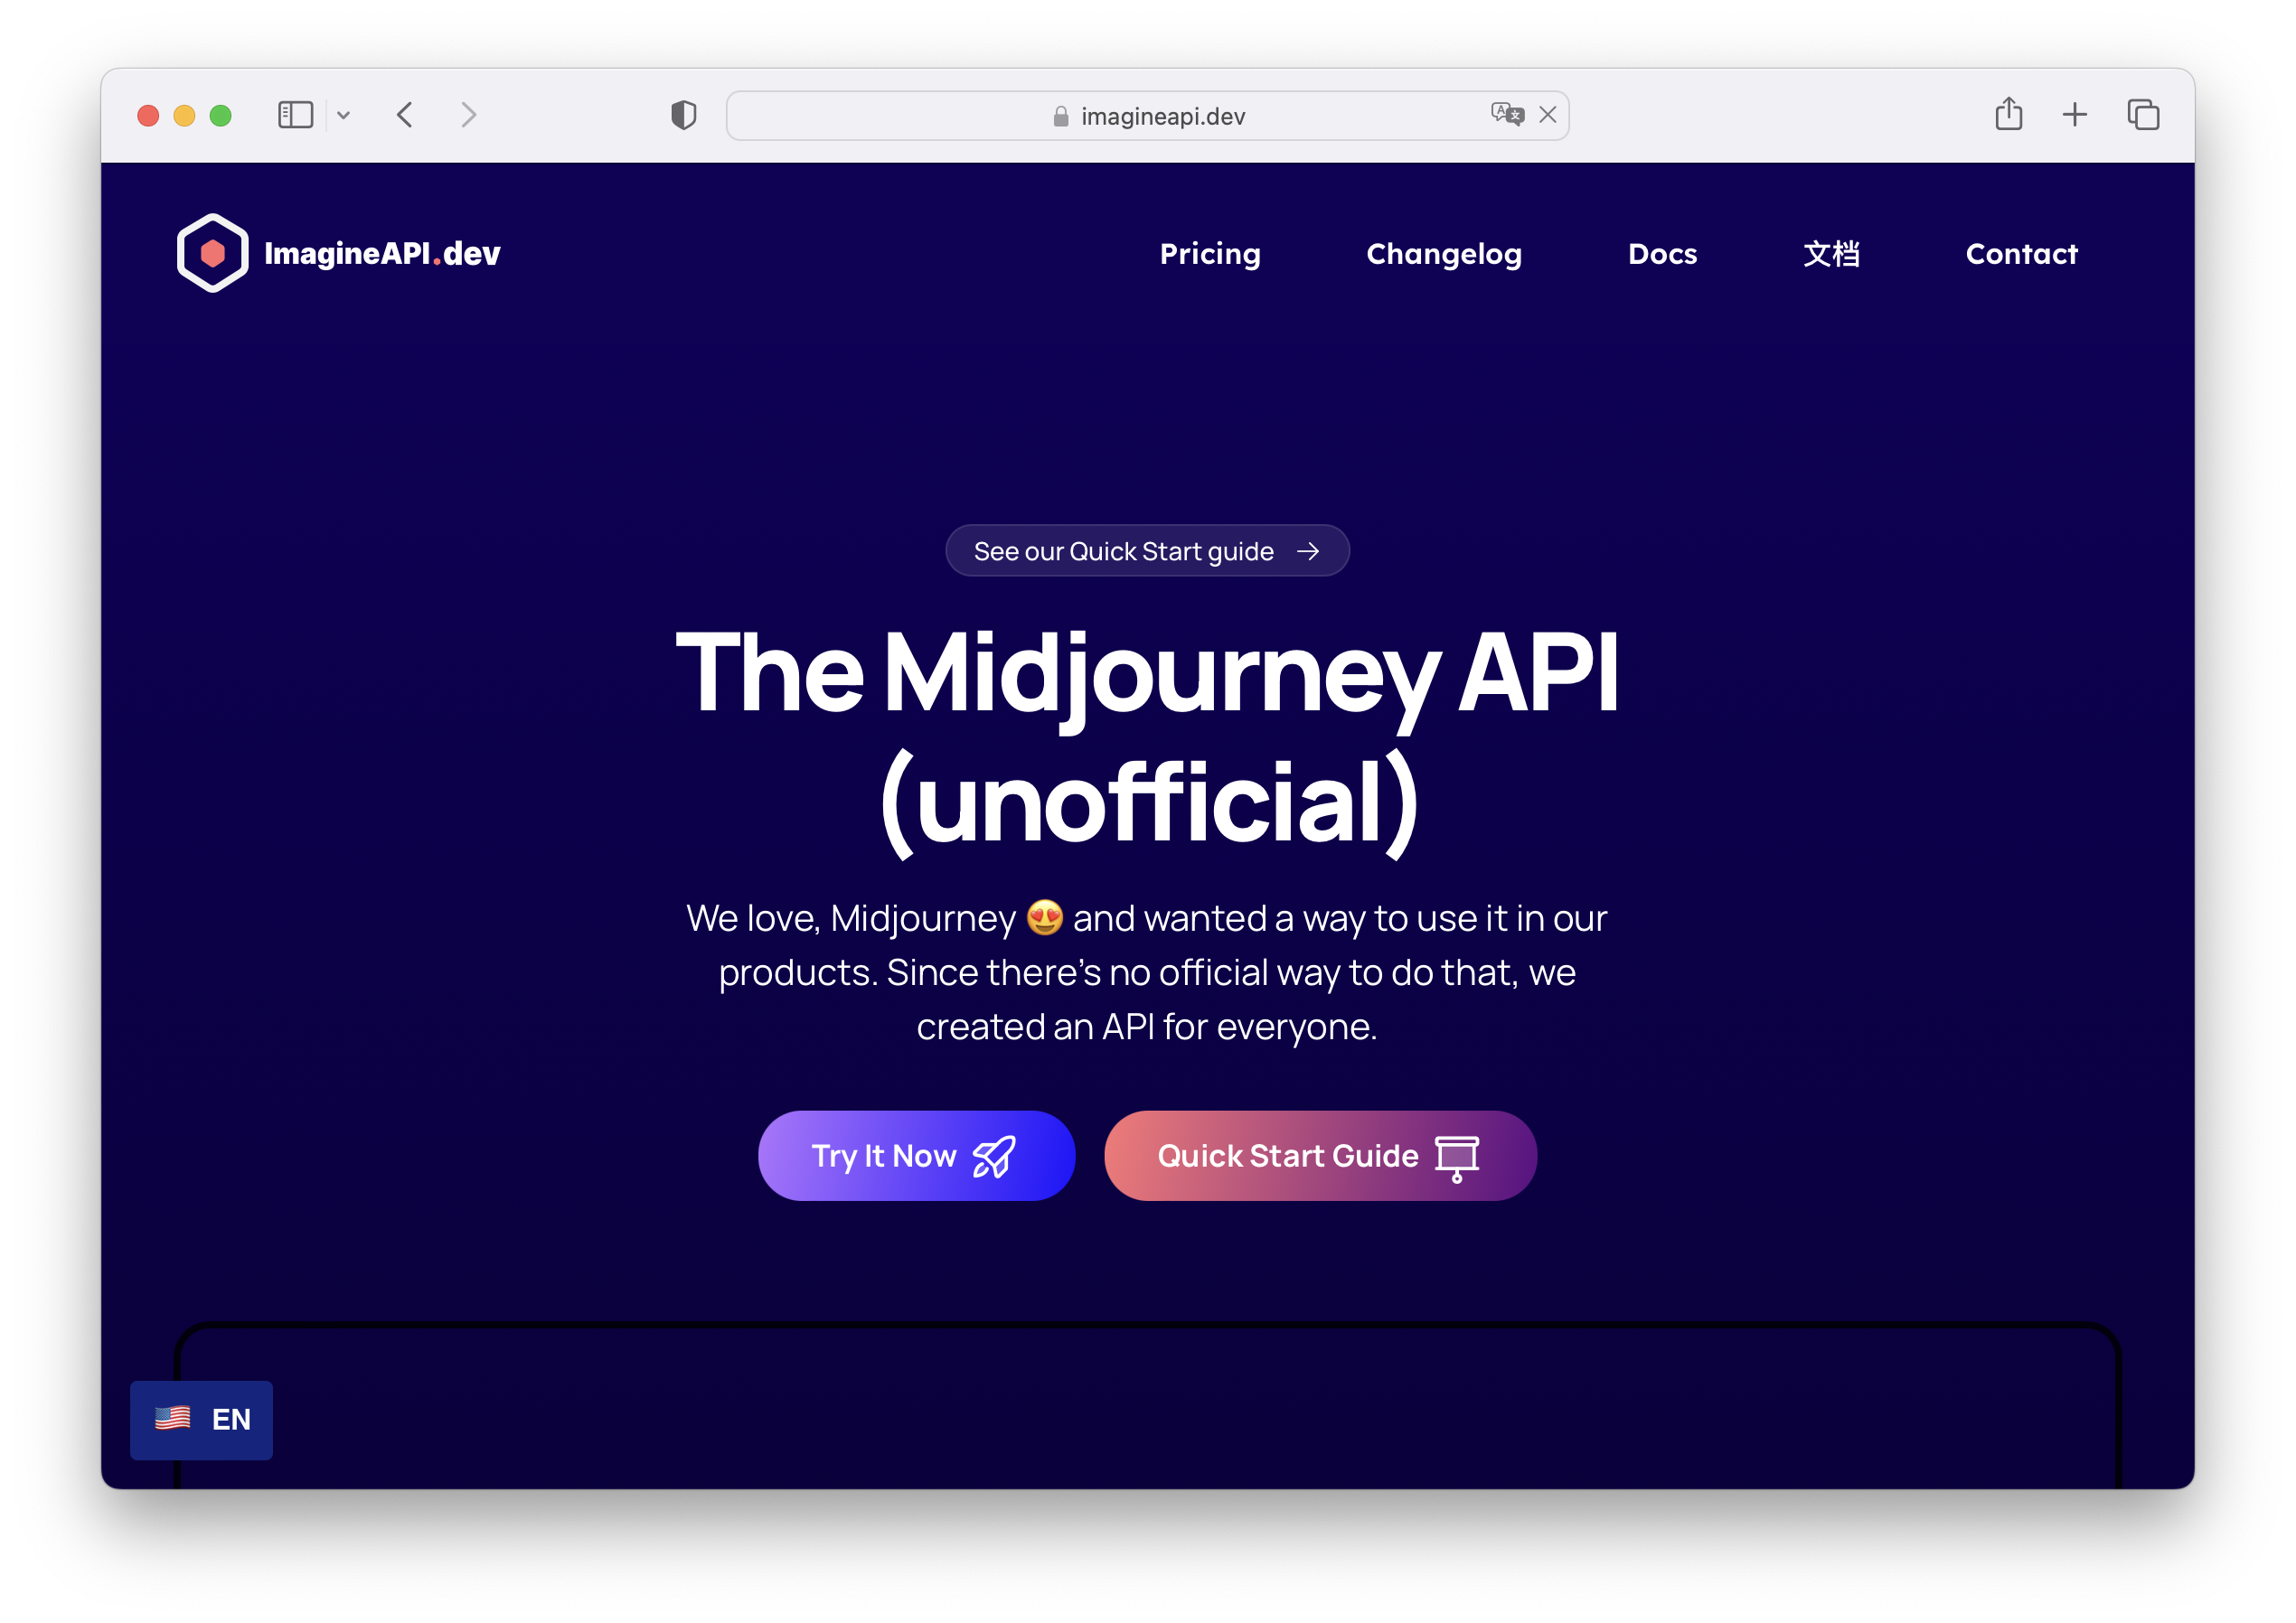 imagineapi.dev
ImagineAPI.dev
Pricing
Changelog
Docs
文档
Contact
See our Quick Start guide →
The Midjourney API
(unofficial)
We love, Midjourney 😍 and wanted a way to use it in our
products. Since there's no official way to do that, we
created an API for everyone.
Try It Now
Quick Start Guide
🇺🇸 EN